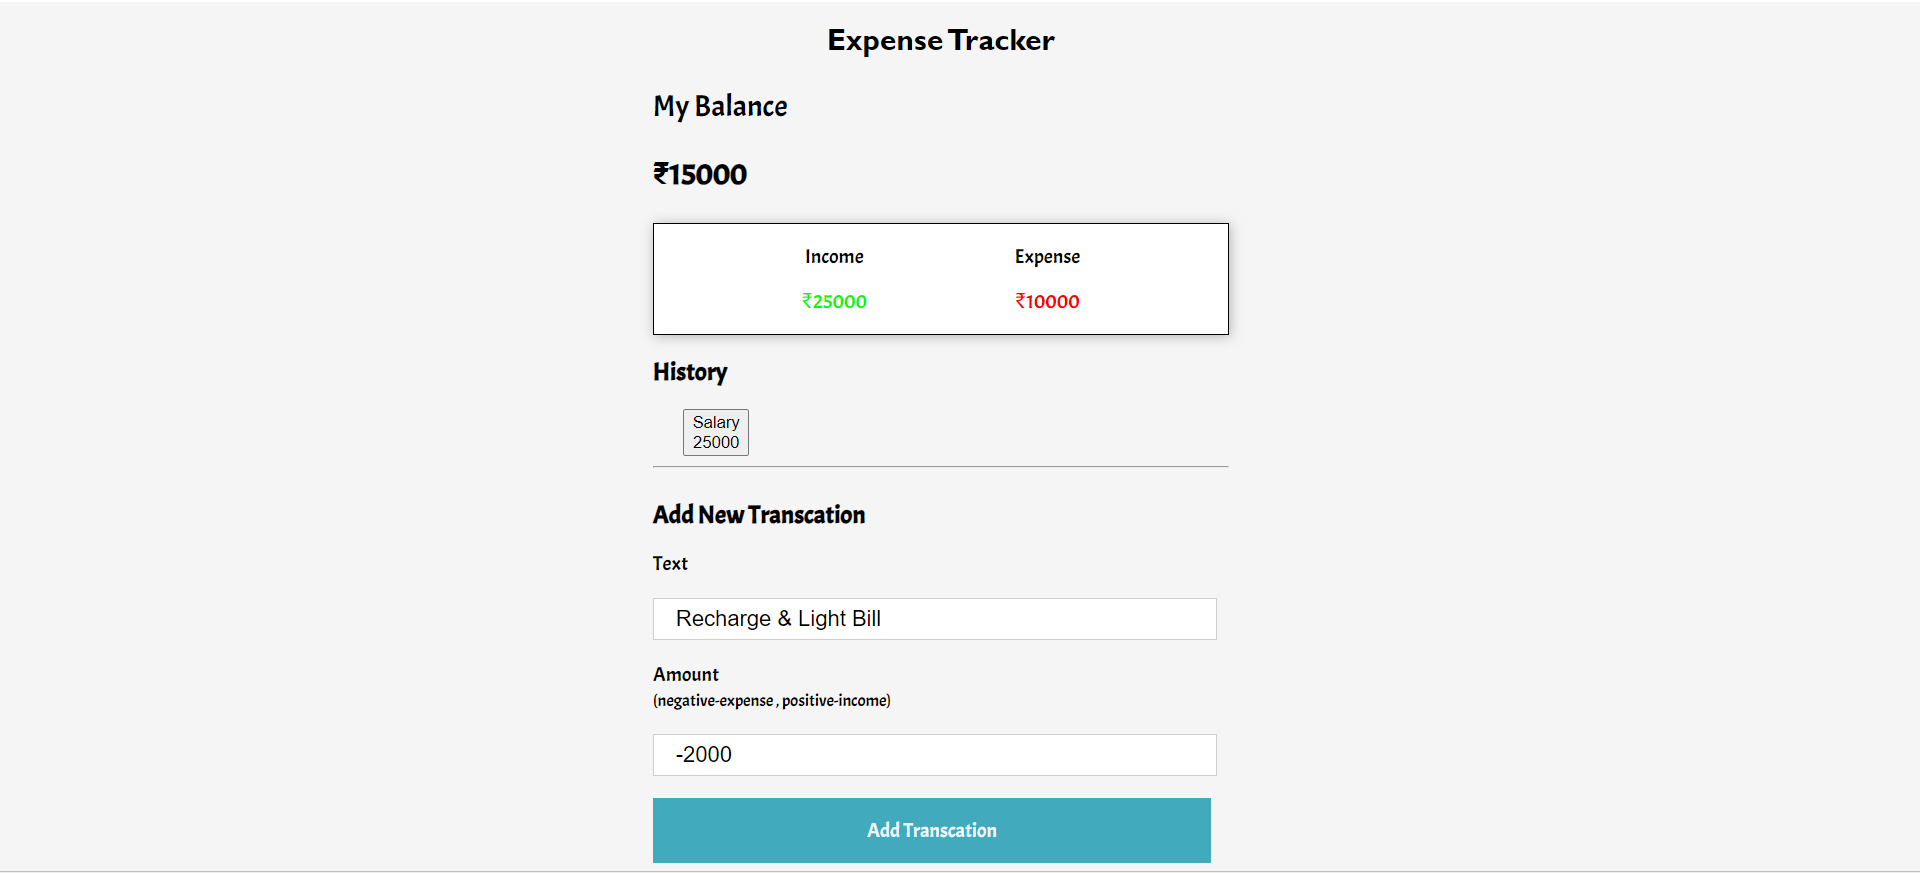 Expense Tracker
My Balance
₹15000
Income Expense
₹25000 ₹10000
History
Salary
25000
Add New Transcation
Text
Recharge & Light Bill
Amount
(negative-expense , positive-income)
-2000
Add Transcation